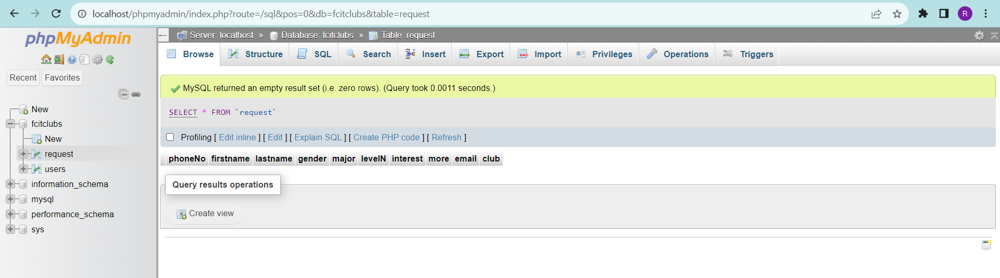 localhost/phpmyadmin/index.php?route=/sql&pos=0&db=fcitclubs&table=request
R
phpMyAdmin
Recent Favorites
New
fcitclubs
New
request
users
information_schema
mysql
performance_schema
sys
← Server: localhost » Database: fcitclubs » Table: request
Browse Structure SQL Search Insert Export Import Privileges Operations Triggers
MySQL returned an empty result set (i.e. zero rows). (Query took 0.0011 seconds.)
SELECT * FROM `request`
Profiling [ Edit inline ] [ Edit ] [ Explain SQL ] [ Create PHP code ] [ Refresh ]
phoneNo firstname lastname gender major levelN interest more email club
Query results operations
Create view